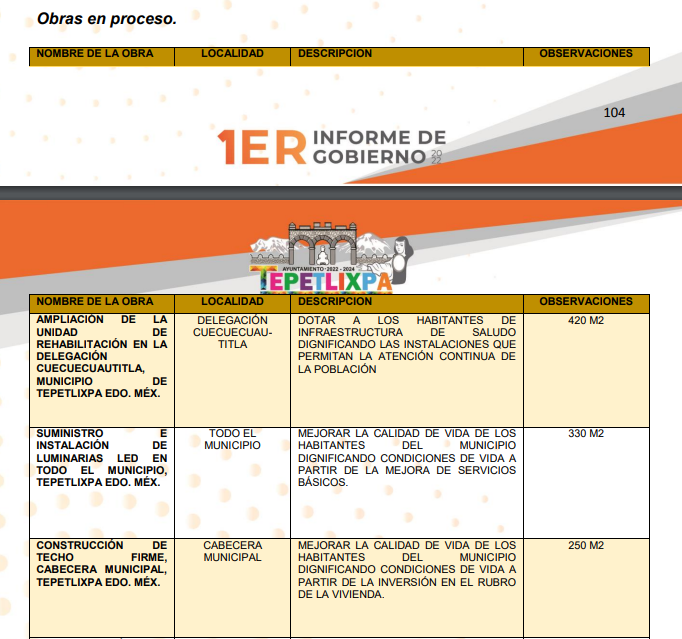 Obras en proceso.
NOMBRE DE LA OBRA LOCALIDAD DESCRIPCION OBSERVACIONES
104
1ER INFORME DE
GOBIERNO 20
22
AYUNTAMIENTO 2022 - 2024
TEPETLIXPA
NOMBRE DE LA OBRA LOCALIDAD DESCRIPCION OBSERVACIONES
AMPLIACIÓN DE LA
UNIDAD DE
REHABILITACIÓN EN LA
DELEGACIÓN
CUECUECUAUTITLA,
MUNICIPIO DE
TEPETLIXPA EDO. MÉX.
DELEGACIÓN
CUECUECUAU-
TITLA
DOTAR A LOS HABITANTES DE
INFRAESTRUCTURA DE SALUDO
DIGNIFICANDO LAS INSTALACIONES QUE
PERMITAN LA ATENCIÓN CONTINUA DE
LA POBLACIÓN
420 M2
SUMINISTRO E
INSTALACIÓN DE
LUMINARIAS LED EN
TODO EL MUNICIPIO,
TEPETLIXPA EDO. MÉX.
TODO EL
MUNICIPIO
MEJORAR LA CALIDAD DE VIDA DE LOS
HABITANTES DEL MUNICIPIO
DIGNIFICANDO CONDICIONES DE VIDA A
PARTIR DE LA MEJORA DE SERVICIOS
BÁSICOS.
330 M2
CONSTRUCCIÓN DE
TECHO FIRME,
CABECERA MUNICIPAL,
TEPETLIXPA EDO. MÉX.
CABECERA
MUNICIPAL
MEJORAR LA CALIDAD DE VIDA DE LOS
HABITANTES DEL MUNICIPIO
DIGNIFICANDO CONDICIONES DE VIDA A
PARTIR DE LA INVERSIÓN EN EL RUBRO
DE LA VIVIENDA.
250 M2